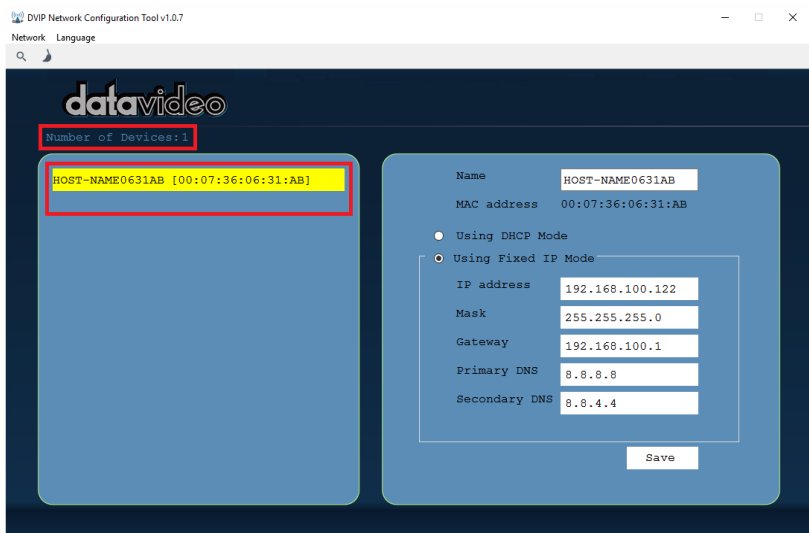 DVIP Network Configuration Tool v1.0.7
Network Language
datavideo
Number of Devices:1
HOST-NAME0631AB [00:07:36:06:31:AB]
Name HOST-NAME0631AB
MAC address 00:07:36:06:31:AB
Using DHCP Mode
Using Fixed IP Mode
IP address 192.168.100.122
Mask 255.255.255.0
Gateway 192.168.100.1
Primary DNS 8.8.8.8
Secondary DNS 8.8.4.4
Save